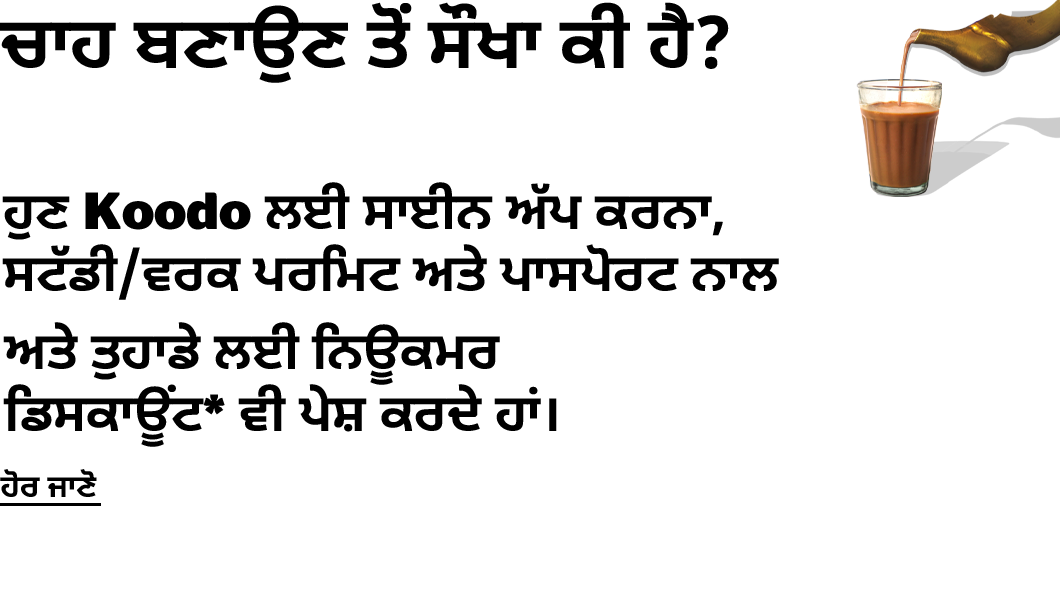 ਚਾਹ ਬਣਾਉਣ ਤੋਂ ਸੌਖਾ ਕੀ ਹੈ?
ਹੁਣ Koodo ਲਈ ਸਾਈਨ ਅੱਪ ਕਰਨਾ,
ਸਟੱਡੀ/ਵਰਕ ਪਰਮਿਟ ਅਤੇ ਪਾਸਪੋਰਟ ਨਾਲ
ਅਤੇ ਤੁਹਾਡੇ ਲਈ ਨਿਊਕਮਰ
ਡਿਸਕਾਊਂਟ* ਵੀ ਪੇਸ਼ ਕਰਦੇ ਹਾਂ।
ਹੋਰ ਜਾਣੋ